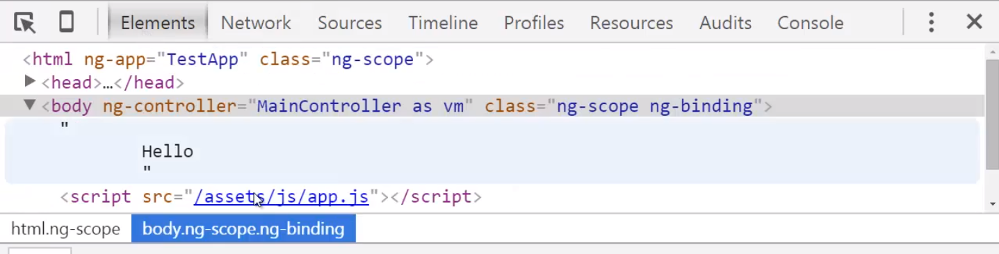 Elements Network Sources Timeline Profiles Resources Audits Console
<html ng-app="TestApp" class="ng-scope">
<head>…</head>
<body ng-controller="MainController as vm" class="ng-scope ng-binding">
"
Hello
"
<script src="/assets/js/app.js"></script>
html.ng-scope body.ng-scope.ng-binding